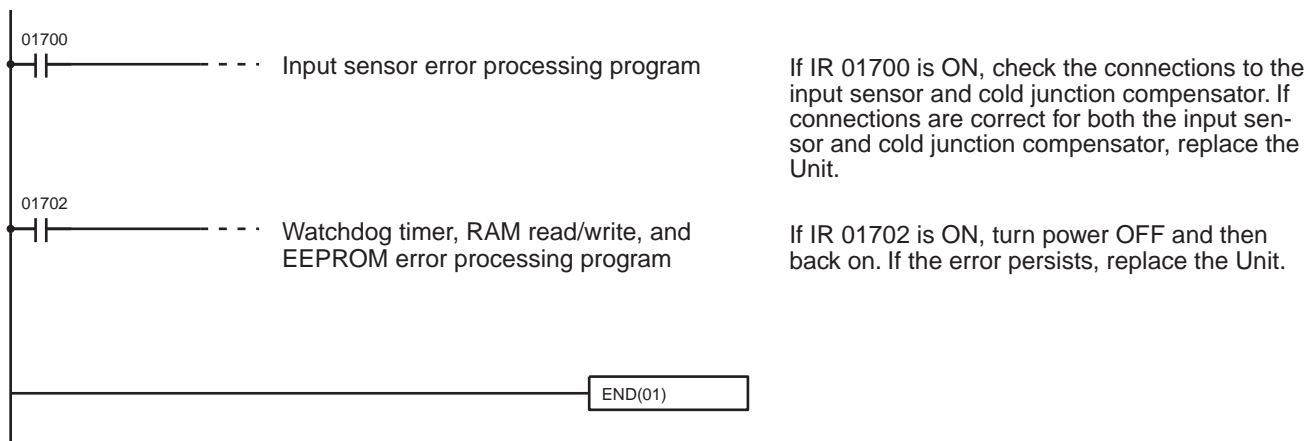 01700
Input sensor error processing program
If IR 01700 is ON, check the connections to the
input sensor and cold junction compensator. If
connections are correct for both the input sen-
sor and cold junction compensator, replace the
Unit.
01702
Watchdog timer, RAM read/write, and
EEPROM error processing program
If IR 01702 is ON, turn power OFF and then
back on. If the error persists, replace the Unit.
END(01)